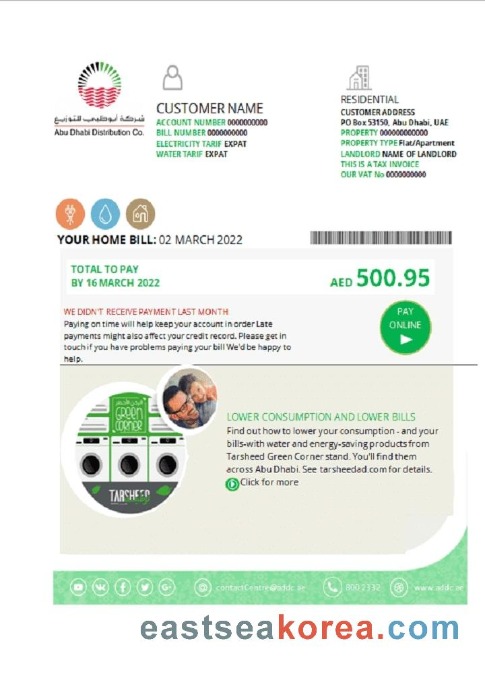 شركة أبوظبي للتوزيع
Abu Dhabi Distribution Co.
CUSTOMER NAME
ACCOUNT NUMBER 0000000000
BILL NUMBER 0000000000
ELECTRICITY TARIF EXPAT
WATER TARIF EXPAT
RESIDENTIAL
CUSTOMER ADDRESS
PO Box 53150, Abu Dhabi, UAE
PROPERTY 000000000000
PROPERTY TYPE Flat/Apartment
LANDLORD NAME OF LANDLORD
THIS IS A TAX INVOICE
OUR VAT No 0000000000
YOUR HOME BILL: 02 MARCH 2022
TOTAL TO PAY
BY 16 MARCH 2022
AED 500.95
WE DIDN'T RECEIVE PAYMENT LAST MONTH
Paying on time will help keep your account in order Late
payments might also affect your credit record. Please get in
touch if you have problems paying your bill We'd be happy to
help.
PAY
ONLINE
GREEN
CORNER
TARSHEED
LOWER CONSUMPTION AND LOWER BILLS
Find out how to lower your consumption - and your
bills-with water and energy-saving products from
Tarsheed Green Corner stand. You'll find them
across Abu Dhabi. See tarsheedad.com for details.
Click for more
contactCentre@addc.ae
800 2332
www.addc.ae
eastseakorea.com